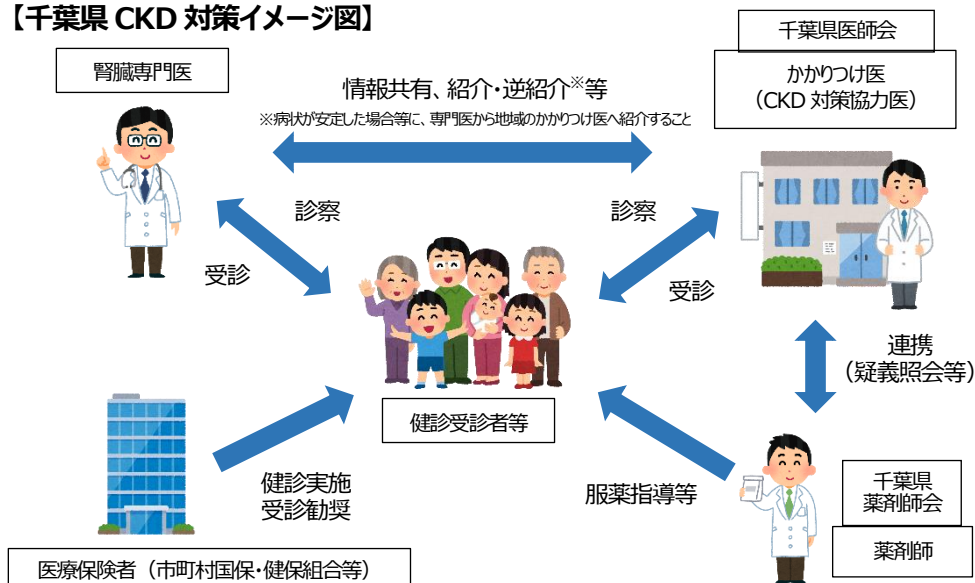 【千葉県 CKD 対策イメージ図】
千葉県医師会
腎臓専門医
かかりつけ医
（CKD 対策協力医）
情報共有、紹介・逆紹介※等
※病状が安定した場合等に、専門医から地域のかかりつけ医へ紹介すること
診察
診察
受診
受診
連携
（疑義照会等）
健診受診者等
健診実施
受診勧奨
服薬指導等
千葉県
薬剤師会
薬剤師
医療保険者（市町村国保・健保組合等）